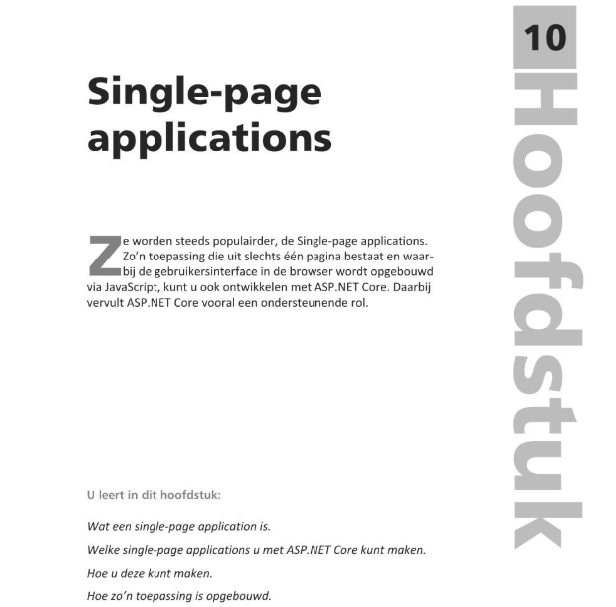 10
Hoofdstuk
Single-page
applications
Ze worden steeds populairder, de Single-page applications.
Zo'n toepassing die uit slechts één pagina bestaat en waar-
bij de gebruikersinterface in de browser wordt opgebouwd
via JavaScript, kunt u ook ontwikkelen met ASP.NET Core. Daarbij
vervult ASP.NET Core vooral een ondersteunende rol.
U leert in dit hoofdstuk:
Wat een single-page application is.
Welke single-page applications u met ASP.NET Core kunt maken.
Hoe u deze kunt maken.
Hoe zo'n toepassing is opgebouwd.